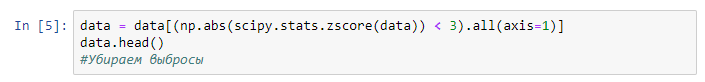 In [5]: data = data[(np.abs(scipy.stats.zscore(data)) < 3).all(axis=1)]
data.head()
#Убираем выбросы